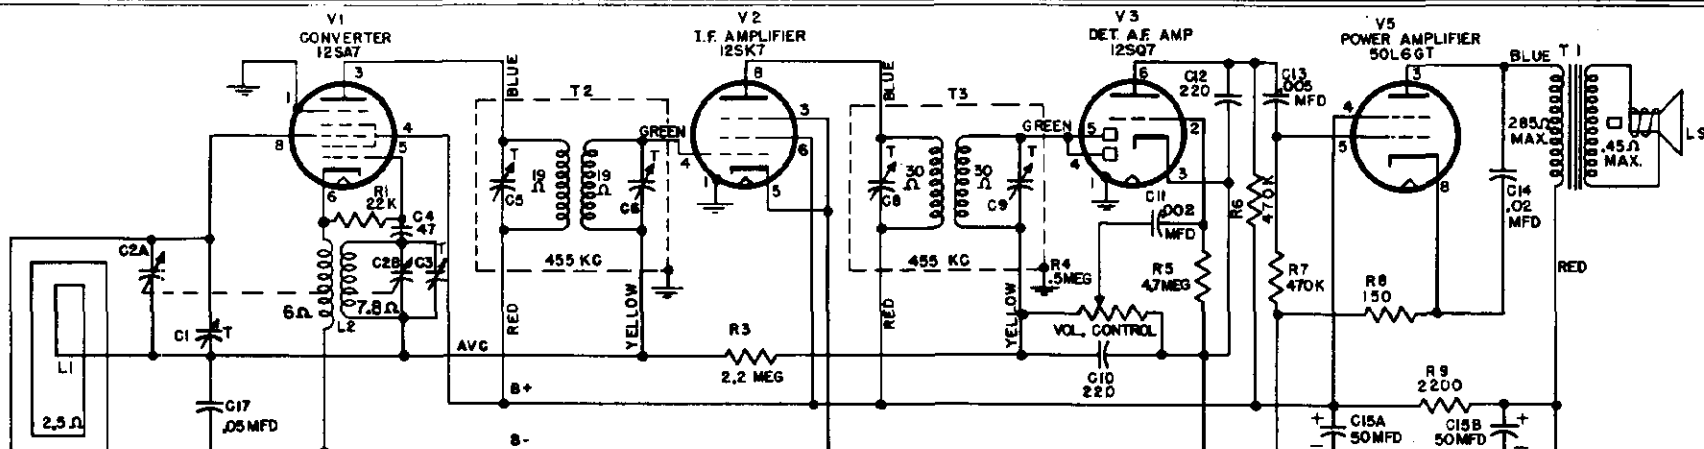 V1
CONVERTER
12SA7
V2
I.F. AMPLIFIER
12SK7
V3
DET. A.F. AMP
12SQ7
V5
POWER AMPLIFIER
50L6GT
BLUE
T1
3
8
6
3
BLUE
BLUE
C12
220
C13
.005
MFD
1
T2
3
T3
4
8
4
5
GREEN
T
4
6
GREEN
T
5
4
2
5
285Ω
MAX.
.45Ω
MAX.
LS
6
R1
22K
T
19
Ω
19
Ω
1
5
T
30
Ω
30
Ω
1
3
8
C5
C6
C8
C9
C11
.002
MFD
R6
470K
C14
.02
MFD
C4
47
C2A
C2B
C3
T
455 KC
455 KC
R4
.5MEG
R5
4.7MEG
R7
470K
R8
150
RED
6Ω
7.8Ω
L2
C1
T
RED
YELLOW
RED
YELLOW
VOL. CONTROL
AVC
R3
2.2 MEG
C10
220
L1
B+
R9
2200
2.5Ω
C17
.05MFD
B-
+
C15A
50MFD
-
C15B
50MFD
+
-